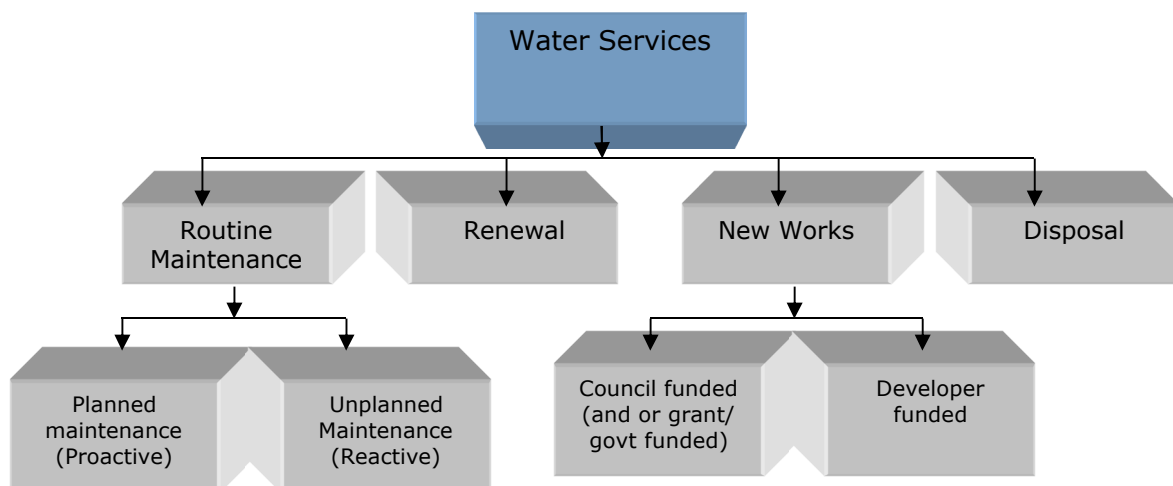 Water Services
Routine
Maintenance
Renewal
New Works
Disposal
Planned
maintenance
(Proactive)
Unplanned
Maintenance
(Reactive)
Council funded
(and or grant/
govt funded)
Developer
funded